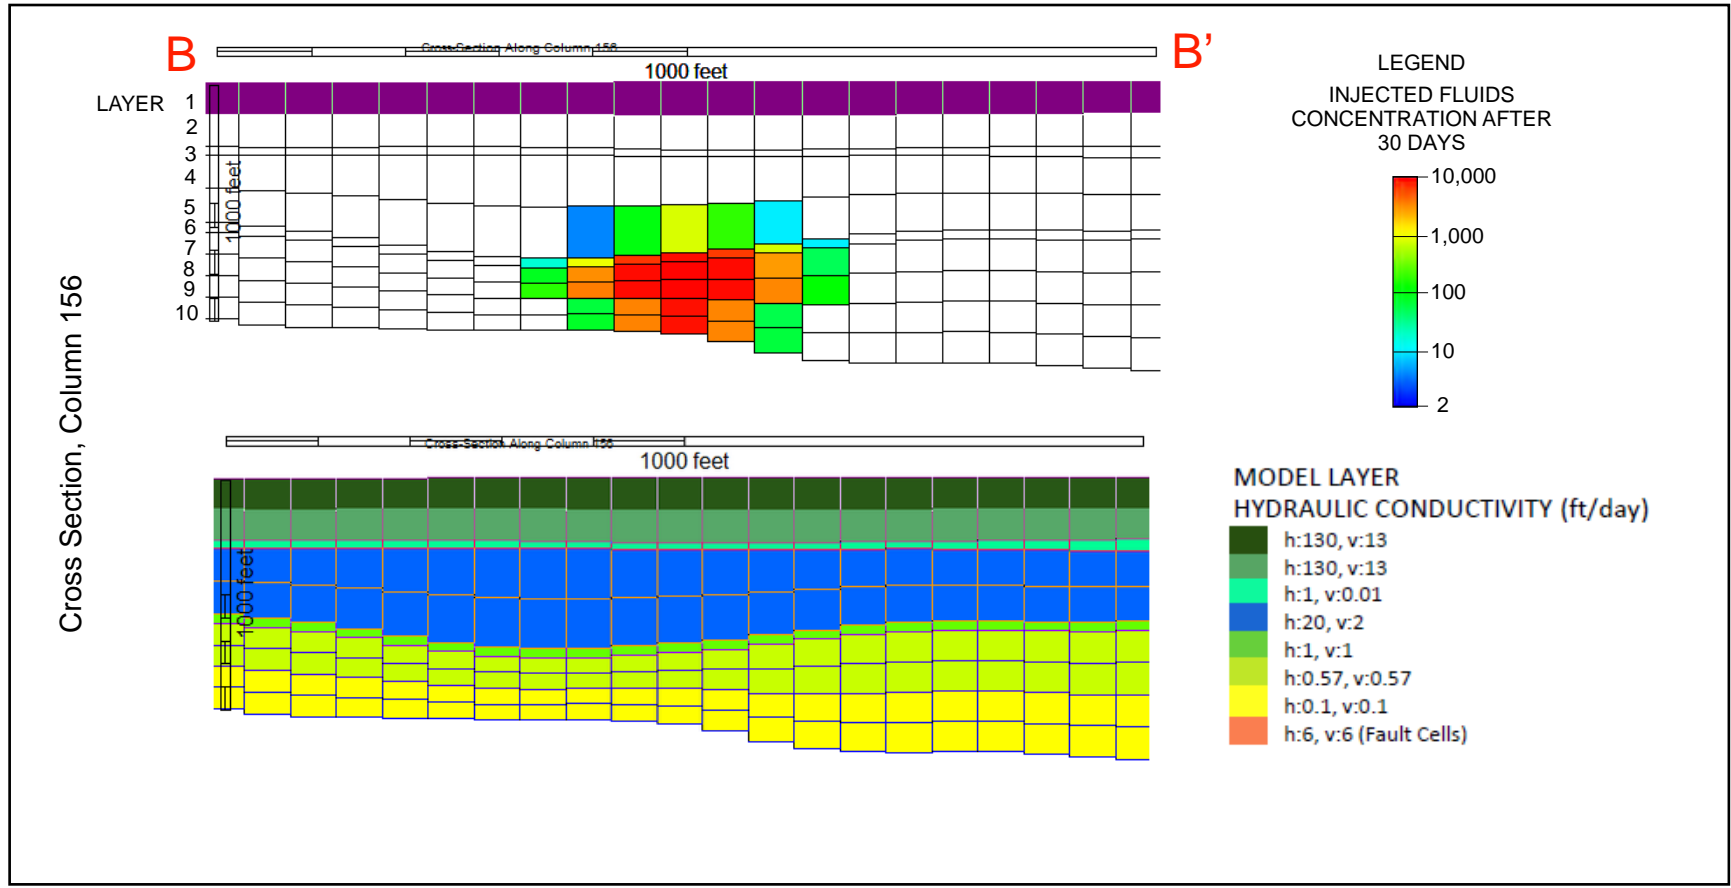 B
Cross-Section Along Column 156
1000 feet
B’
LAYER
1
2
3
4
5
6
7
8
9
10
1000 feet
LEGEND
INJECTED FLUIDS
CONCENTRATION AFTER
30 DAYS
10,000
1,000
100
10
2
Cross Section, Column 156
Cross-Section Along Column 156
1000 feet
1000 feet
MODEL LAYER
HYDRAULIC CONDUCTIVITY (ft/day)
h:130, v:13
h:130, v:13
h:1, v:0.01
h:20, v:2
h:1, v:1
h:0.57, v:0.57
h:0.1, v:0.1
h:6, v:6 (Fault Cells)